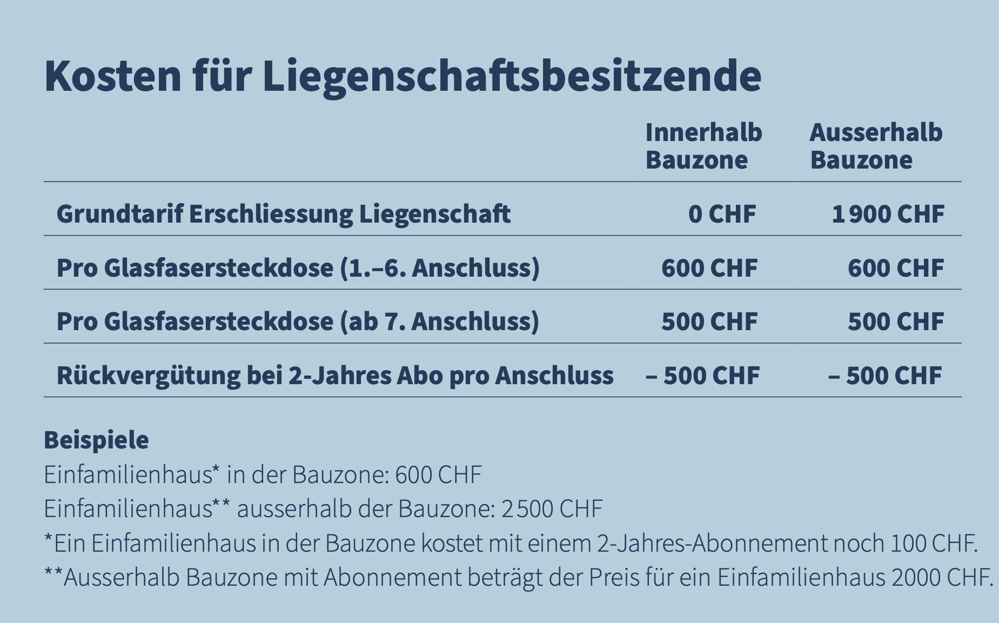 Kosten für Liegenschaftsbesitzende
Innerhalb Bauzone Ausserhalb Bauzone
Grundtarif Erschliessung Liegenschaft 0 CHF 1 900 CHF
Pro Glasfasersteckdose (1.–6. Anschluss) 600 CHF 600 CHF
Pro Glasfasersteckdose (ab 7. Anschluss) 500 CHF 500 CHF
Rückvergütung bei 2-Jahres Abo pro Anschluss – 500 CHF – 500 CHF
Beispiele
Einfamilienhaus* in der Bauzone: 600 CHF
Einfamilienhaus** ausserhalb der Bauzone: 2 500 CHF
*Ein Einfamilienhaus in der Bauzone kostet mit einem 2-Jahres-Abonnement noch 100 CHF.
**Ausserhalb Bauzone mit Abonnement beträgt der Preis für ein Einfamilienhaus 2000 CHF.